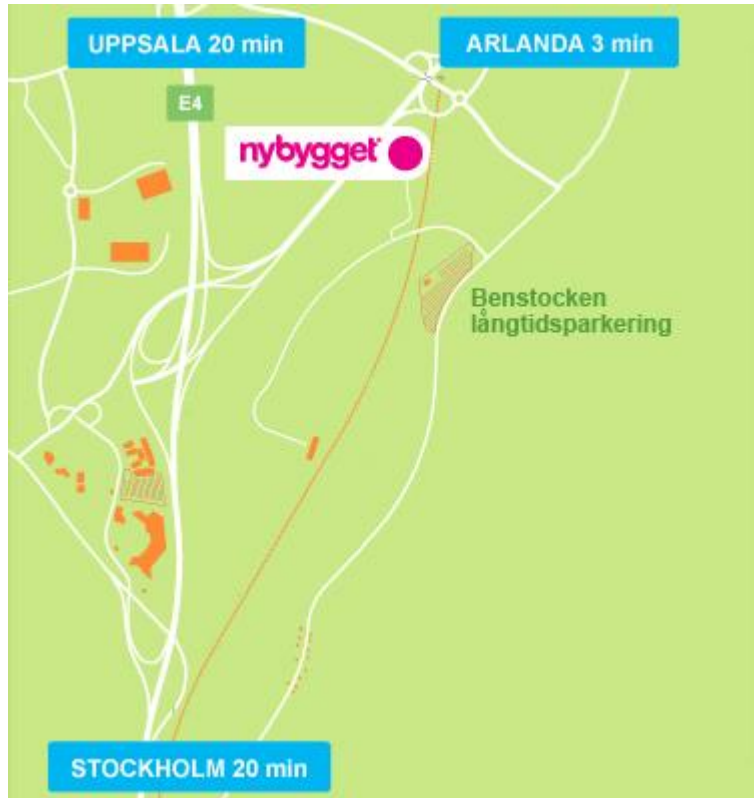 UPPSALA 20 min
ARLANDA 3 min
E4
nybygget
Benstocken
långtidsparkering
STOCKHOLM 20 min